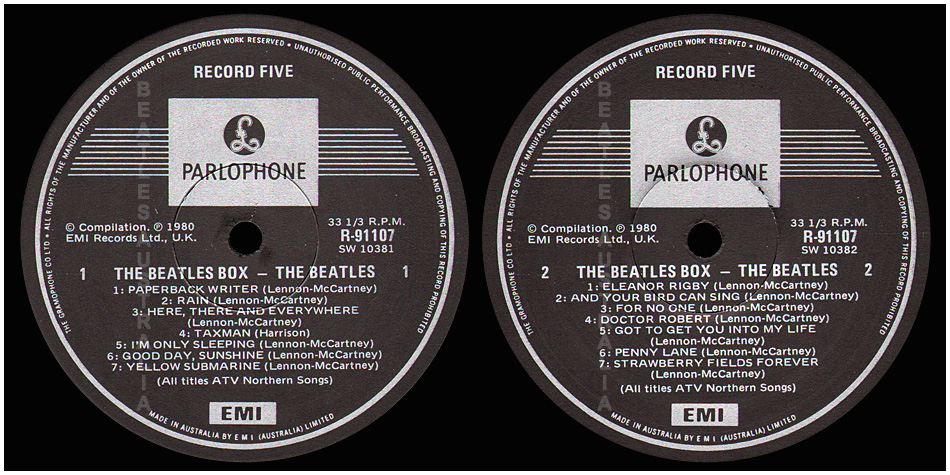 THE GRAMOPHONE CO LTD • ALL RIGHTS OF THE MANUFACTURER AND OF THE OWNER OF THE RECORDED WORK RESERVED • UNAUTHORISED PUBLIC PERFORMANCE BROADCASTING AND COPYING OF THIS RECORD PROHIBITED
RECORD FIVE
£
PARLOPHONE
© Compilation. ℗ 1980
EMI Records Ltd., U.K.
33 1/3 R.P.M.
R-91107
SW 10381
1 THE BEATLES BOX – THE BEATLES 1
1: PAPERBACK WRITER (Lennon-McCartney)
2: RAIN (Lennon-McCartney)
3: HERE, THERE AND EVERYWHERE
(Lennon-McCartney)
4: TAXMAN (Harrison)
5: I'M ONLY SLEEPING (Lennon-McCartney)
6: GOOD DAY, SUNSHINE (Lennon-McCartney)
7: YELLOW SUBMARINE (Lennon-McCartney)
(All titles ATV Northern Songs)
EMI
MADE IN AUSTRALIA BY E M I (AUSTRALIA) LIMITED
BEATLES AUSTRALIA
THE GRAMOPHONE CO LTD • ALL RIGHTS OF THE MANUFACTURER AND OF THE OWNER OF THE RECORDED WORK RESERVED • UNAUTHORISED PUBLIC PERFORMANCE BROADCASTING AND COPYING OF THIS RECORD PROHIBITED
RECORD FIVE
£
PARLOPHONE
© Compilation. ℗ 1980
EMI Records Ltd., U.K.
33 1/3 R.P.M.
R-91107
SW 10382
2 THE BEATLES BOX – THE BEATLES 2
1: ELEANOR RIGBY (Lennon-McCartney)
2: AND YOUR BIRD CAN SING (Lennon-McCartney)
3: FOR NO ONE (Lennon-McCartney)
4: DOCTOR ROBERT (Lennon-McCartney)
5: GOT TO GET YOU INTO MY LIFE
(Lennon-McCartney)
6: PENNY LANE (Lennon-McCartney)
7: STRAWBERRY FIELDS FOREVER
(Lennon-McCartney)
(All titles ATV Northern Songs)
EMI
MADE IN AUSTRALIA BY E M I (AUSTRALIA) LIMITED